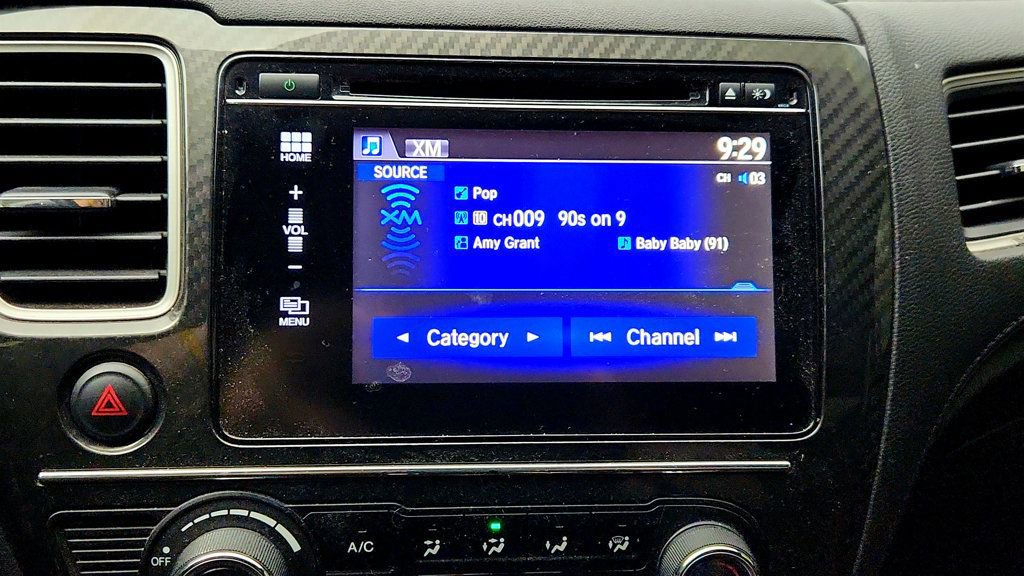 HOME
+
VOL
−
MENU
XM 9:29
SOURCE CH 03
XM
Pop
CH009 90s on 9
Amy Grant Baby Baby (91)
Category Channel
OFF A/C